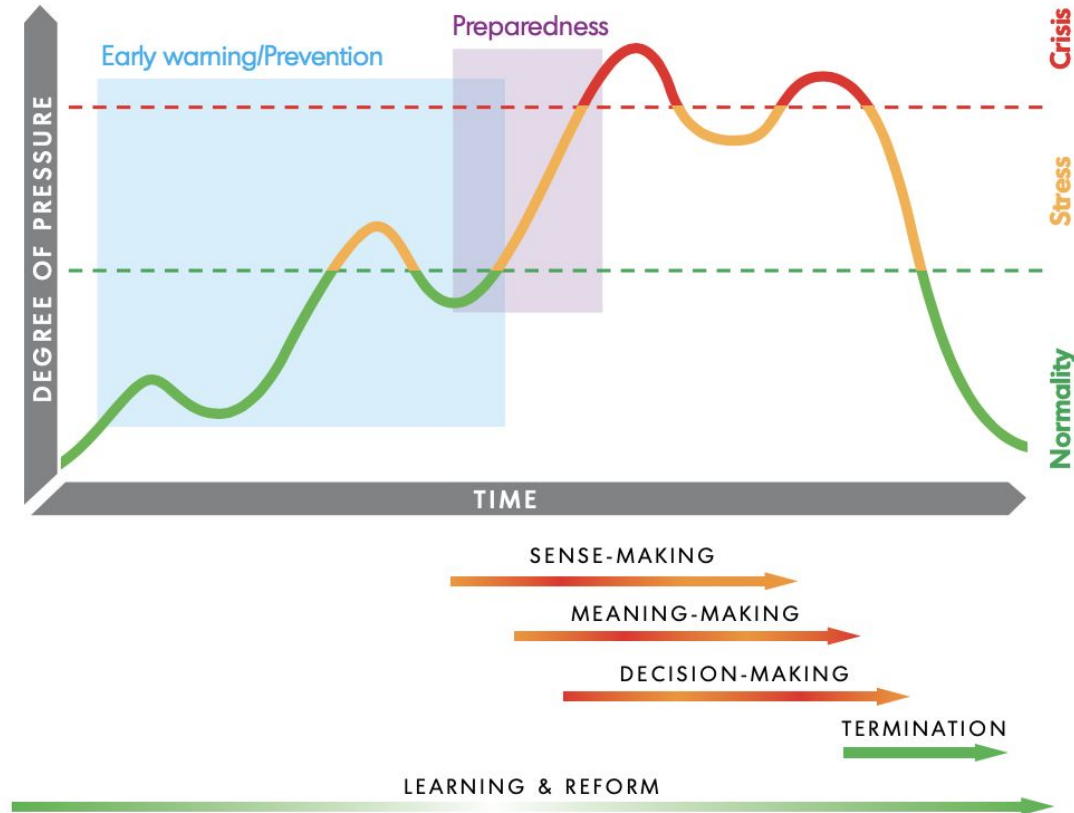 Preparedness
Early warning/Prevention
Crisis
Stress
Normality
DEGREE OF PRESSURE
TIME
SENSE-MAKING
MEANING-MAKING
DECISION-MAKING
TERMINATION
LEARNING & REFORM